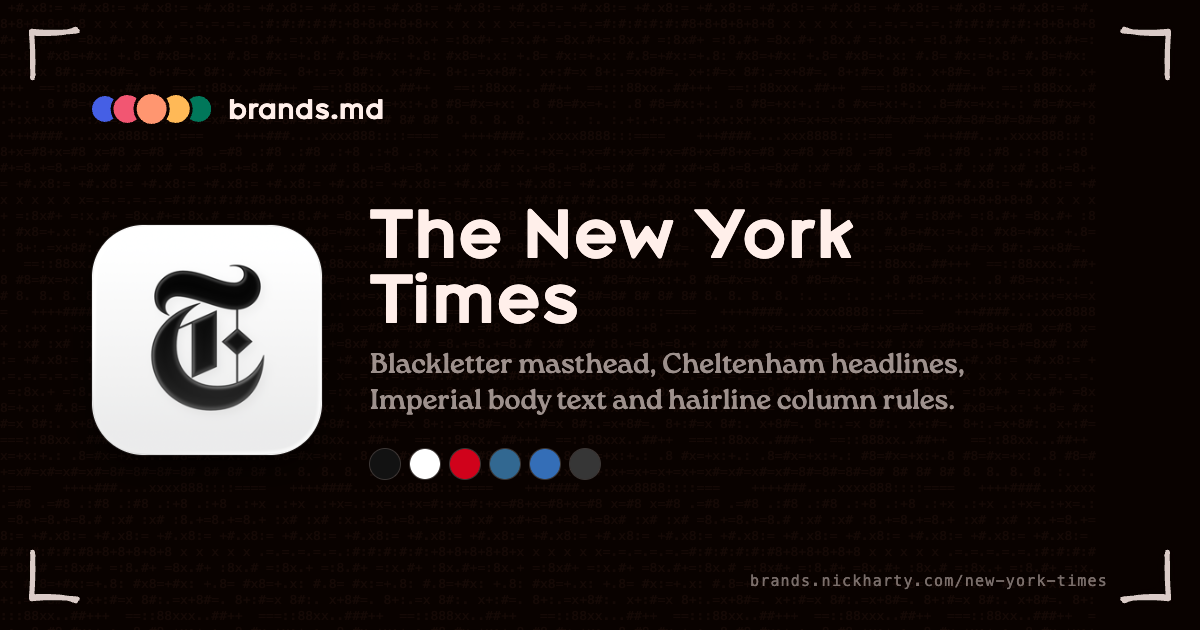 brands.md
The New York
Times
Blackletter masthead, Cheltenham headlines,
Imperial body text and hairline column rules.
brands.nickharty.com/new-york-times